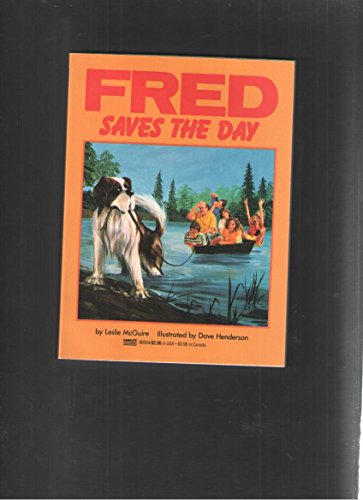 FRED
SAVES THE DAY
by Leslie McGuire Illustrated by Dave Henderson